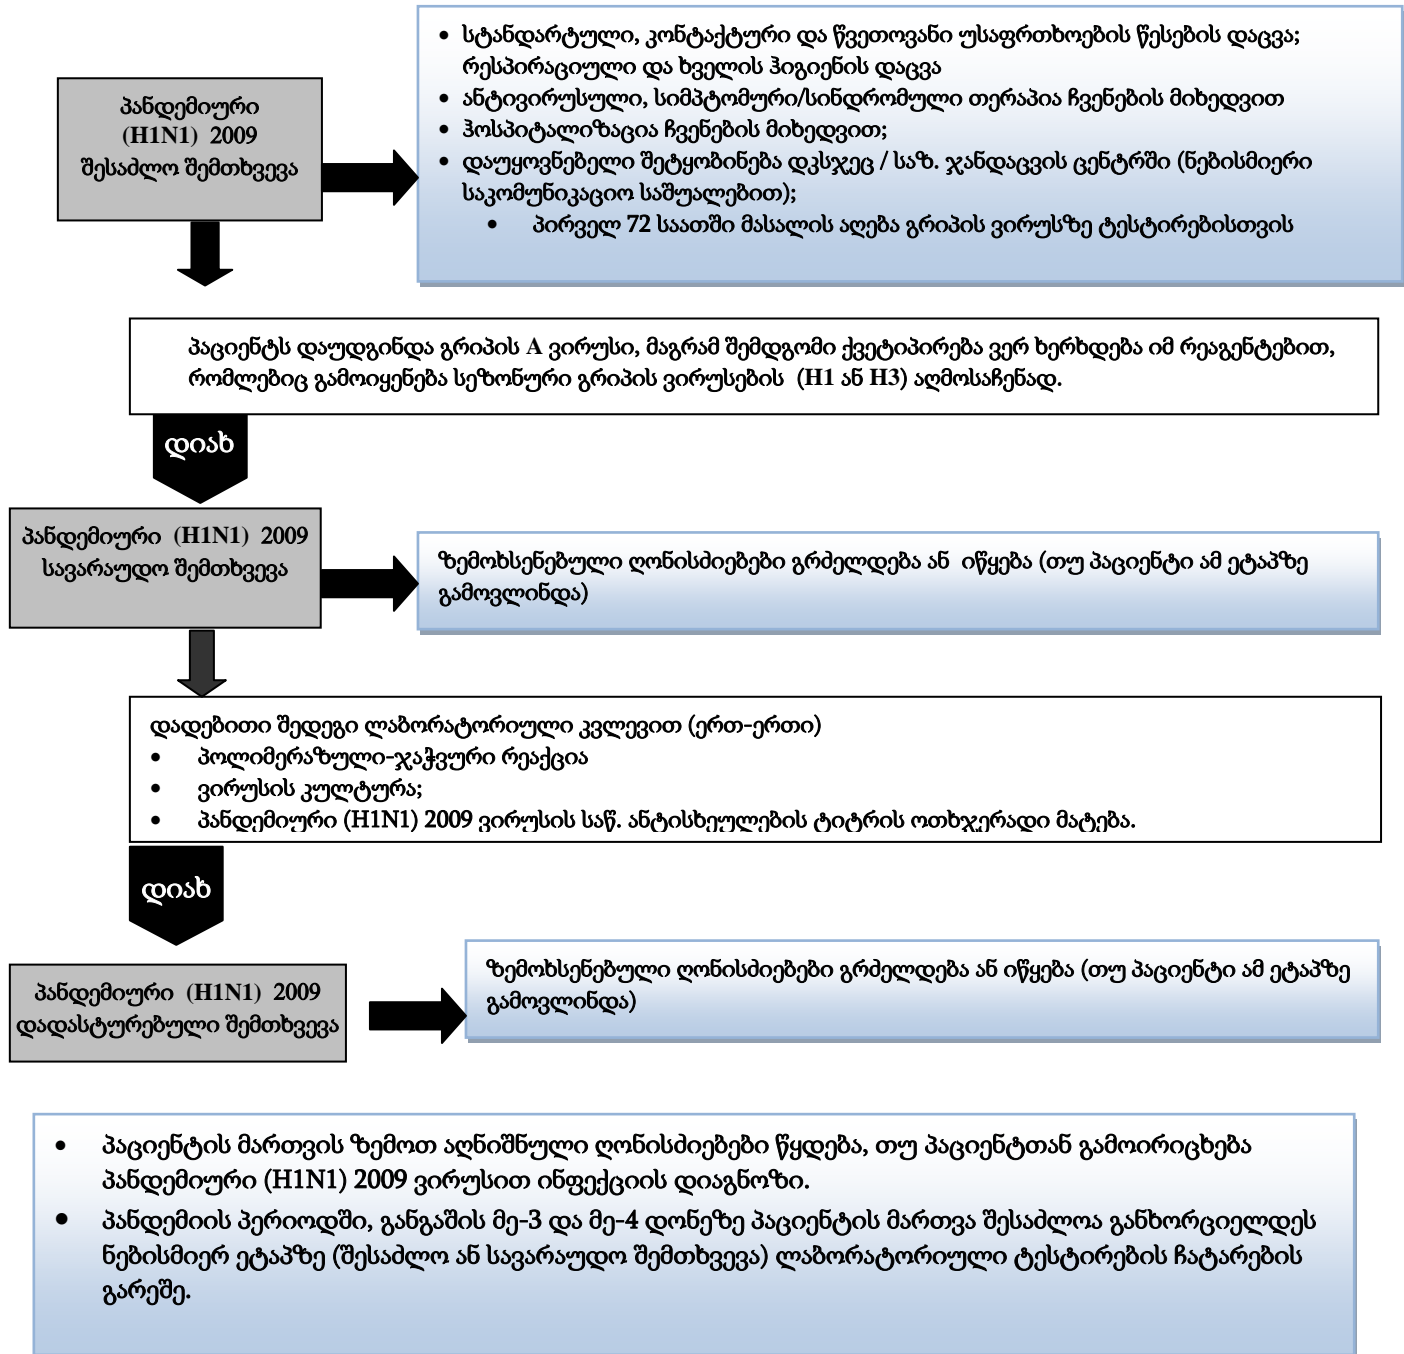 პანდემიური
(H1N1) 2009
შესაძლო შემთხვევა
• სტანდარტული, კონტაქტური და წვეთოვანი უსაფრთხოების წესების დაცვა;
რესპირაციული და ხველის ჰიგიენის დაცვა
• ანტივირუსული, სიმპტომური/სინდრომული თერაპია ჩვენების მიხედვით
• ჰოსპიტალიზაცია ჩვენების მიხედვით;
• დაუყოვნებელი შეტყობინება დკსჯეც / საზ. ჯანდაცვის ცენტრში (ნებისმიერი
საკომუნიკაციო საშუალებით);
• პირველ 72 საათში მასალის აღება გრიპის ვირუსზე ტესტირებისთვის
პაციენტს დაუდგინდა გრიპის A ვირუსი, მაგრამ შემდგომი ქვეტიპირება ვერ ხერხდება იმ რეაგენტებით,
რომლებიც გამოიყენება სეზონური გრიპის ვირუსების (H1 ან H3) აღმოსაჩენად.
დიახ
პანდემიური (H1N1) 2009
სავარაუდო შემთხვევა
ზემოხსენებული ღონისძიებები გრძელდება ან იწყება (თუ პაციენტი ამ ეტაპზე
გამოვლინდა)
დადებითი შედეგი ლაბორატორიული კვლევით (ერთ-ერთი)
• პოლიმერაზული-ჯაჭვური რეაქცია
• ვირუსის კულტურა;
• პანდემიური (H1N1) 2009 ვირუსის საწ. ანტისხეულების ტიტრის ოთხჯერადი მატება.
დიახ
პანდემიური (H1N1) 2009
დადასტურებული შემთხვევა
ზემოხსენებული ღონისძიებები გრძელდება ან იწყება (თუ პაციენტი ამ ეტაპზე
გამოვლინდა)
• პაციენტის მართვის ზემოთ აღნიშნული ღონისძიებები წყდება, თუ პაციენტთან გამოირიცხება
პანდემიური (H1N1) 2009 ვირუსით ინფექციის დიაგნოზი.
• პანდემიის პერიოდში, განგაშის მე-3 და მე-4 დონეზე პაციენტის მართვა შესაძლოა განხორციელდეს
ნებისმიერ ეტაპზე (შესაძლო ან სავარაუდო შემთხვევა) ლაბორატორიული ტესტირების ჩატარების
გარეშე.